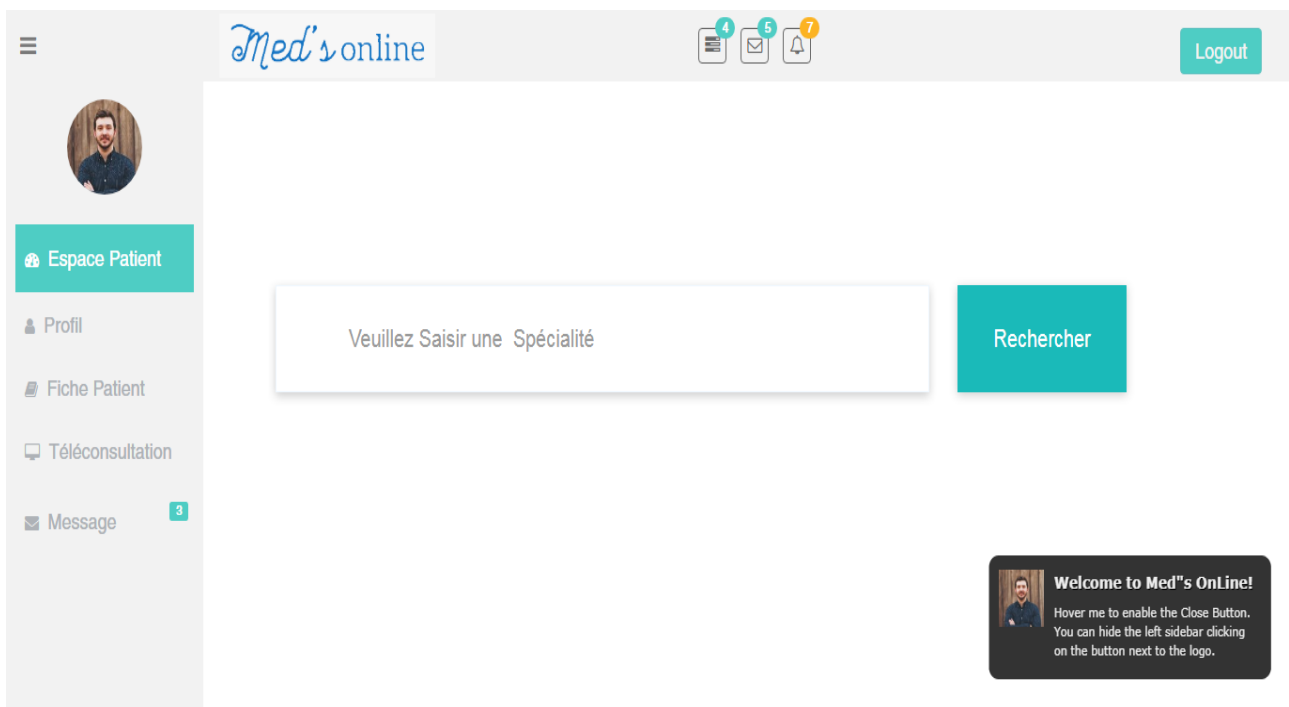 Med's online
4
5
7
Logout
Espace Patient
Profil
Fiche Patient
Téléconsultation
Message
3
Veuillez Saisir une  Spécialité
Rechercher
Welcome to Med"s OnLine!
Hover me to enable the Close Button.
You can hide the left sidebar clicking
on the button next to the logo.